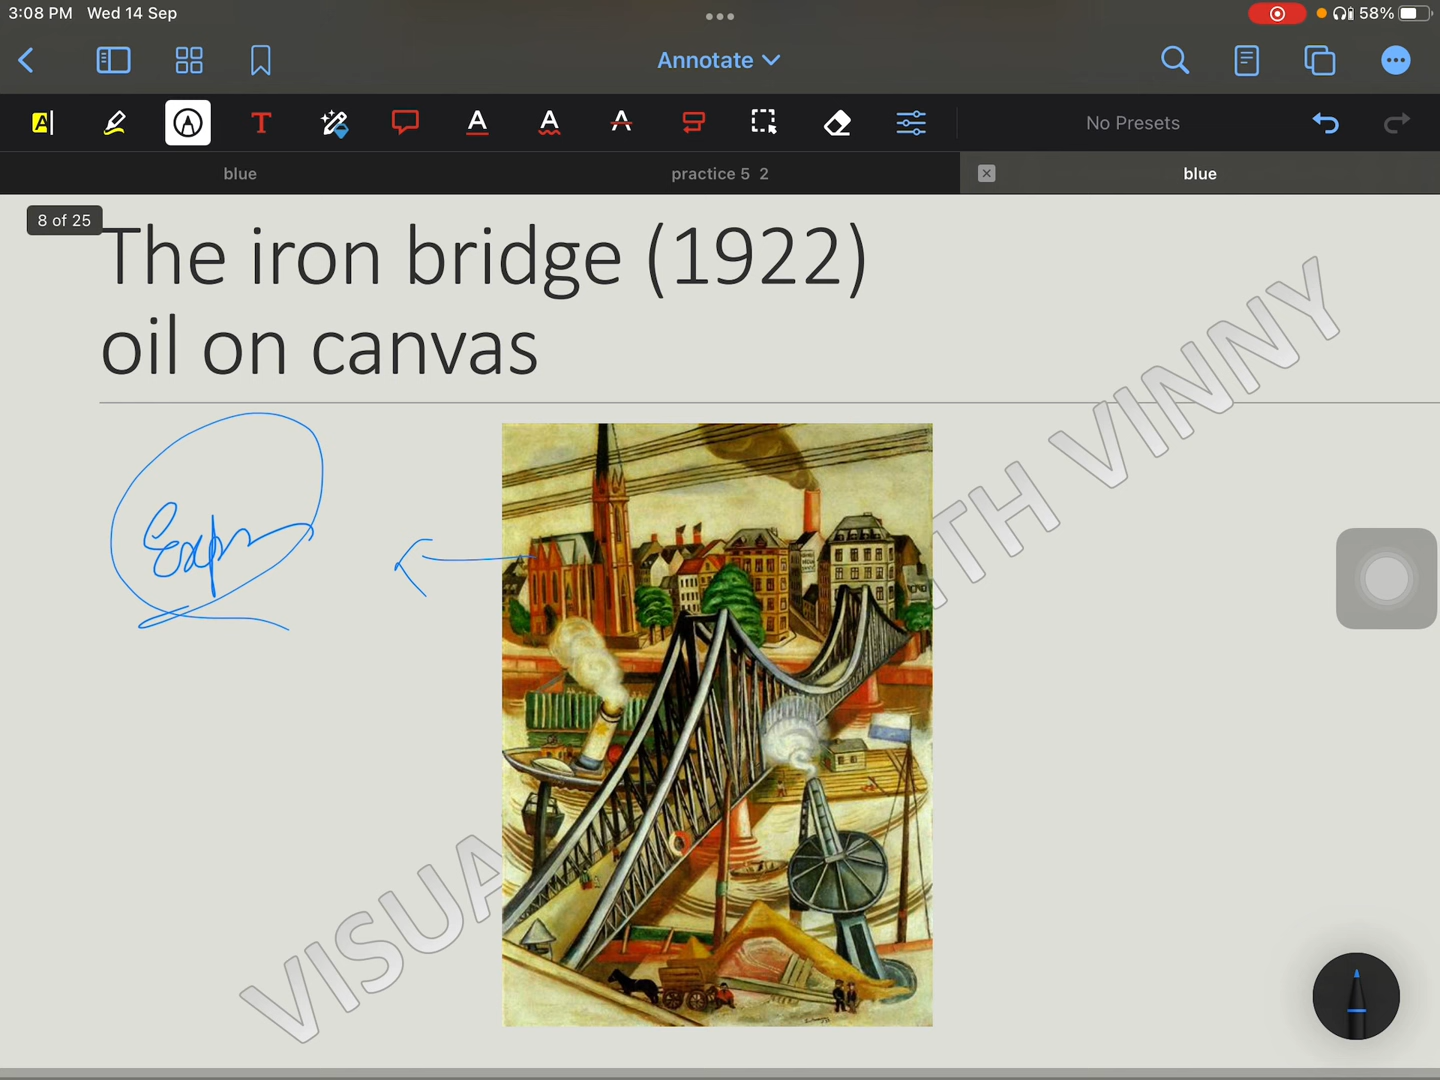 3:08 PM Wed 14 Sep
58%
Annotate
No Presets
blue
practice 5 2
blue
8 of 25
The iron bridge (1922)
oil on canvas
VISUA
ITH VINNY